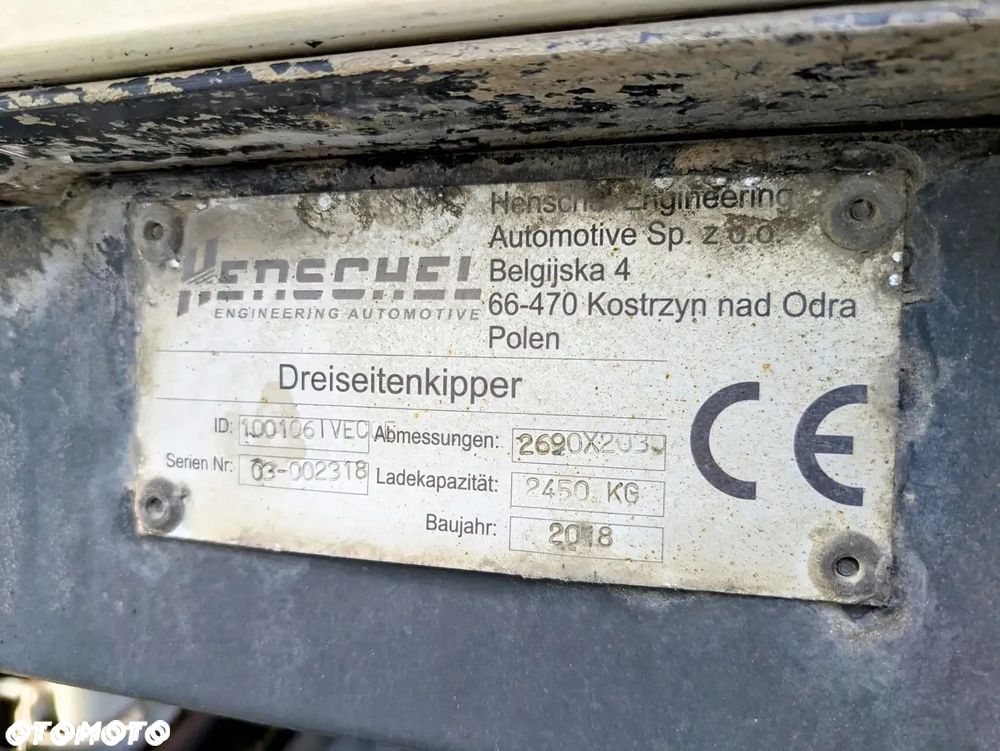 Henschel Engineering
Automotive Sp. z o.o.
HENSCHEL
ENGINEERING AUTOMOTIVE
Belgijska 4
66-470 Kostrzyn nad Odra
Polen
Dreiseitenkipper
ID:
Abmessungen:
Serien Nr: 03-002318
Ladekapazität: 2450 KG
Baujahr: 2018
CE
OTOMOTO